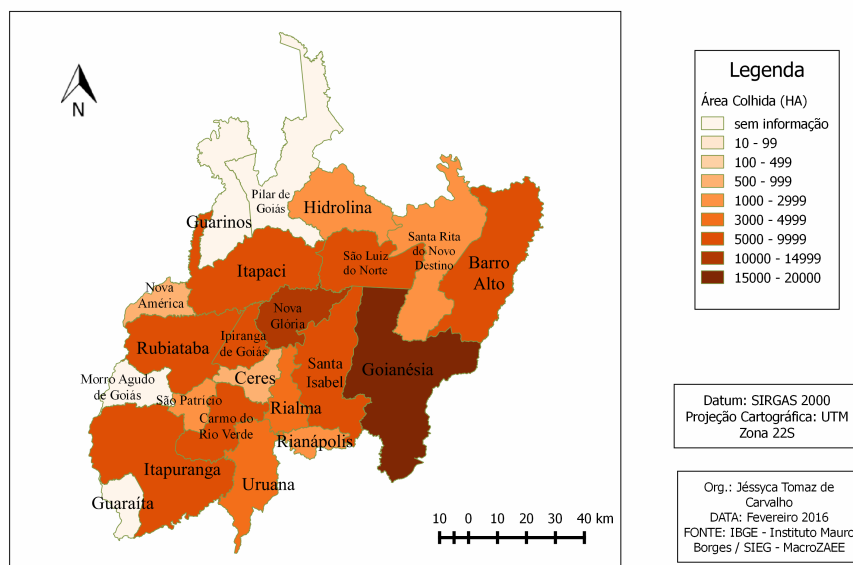 N
Pilar de
Goiás
Guarinos
Hidrolina
Santa Rita
do Novo
Destino
São Luiz
do Norte
Barro
Alto
Itapaci
Nova
América
Nova
Glória
Ipiranga
de Goiás
Rubiataba
Santa
Isabel
Goianésia
Ceres
Morro Agudo
de Goiás
São Patrício
Carmo do
Rio Verde
Rialma
Rianápolis
Itapuranga
Uruana
Guaraíta
10 0 10 20 30 40 km
Legenda
Área Colhida (HA)
sem informação
10 - 99
100 - 499
500 - 999
1000 - 2999
3000 - 4999
5000 - 9999
10000 - 14999
15000 - 20000
Datum: SIRGAS 2000
Projeção Cartográfica: UTM
Zona 22S
Org.: Jéssyca Tomaz de
Carvalho
DATA: Fevereiro 2016
FONTE: IBGE - Instituto Mauro
Borges / SIEG - MacroZAEE